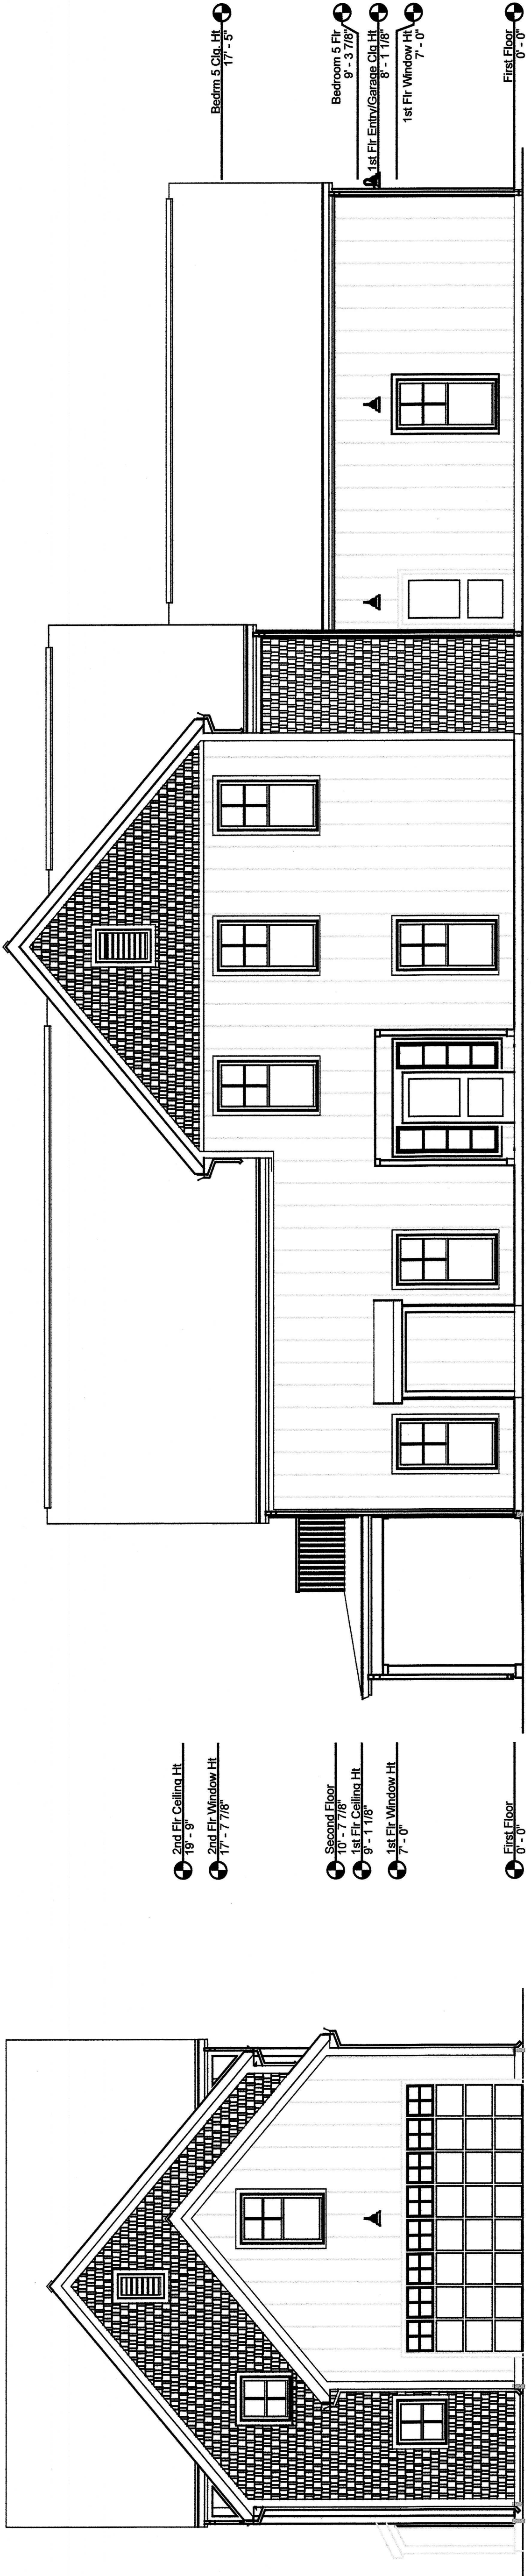 Bedrm 5 Clg. Ht
17' - 5"
Bedroom 5 Flr
9' - 3 7/8"
1st Flr Entry/Garage Clg Ht
8' - 1 1/8"
1st Flr Window Ht
7' - 0"
First Floor
0' - 0"
2nd Flr Ceiling Ht
19' - 9"
2nd Flr Window Ht
17' - 7 7/8"
Second Floor
10' - 7 7/8"
1st Flr Ceiling Ht
9' - 1 1/8"
1st Flr Window Ht
7' - 0"
First Floor
0' - 0"